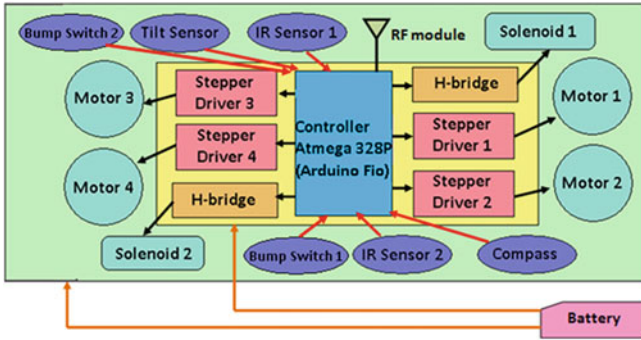 Bump Switch 2
Tilt Sensor
IR Sensor 1
RF module
Solenoid 1
Motor 3
Stepper
Driver 3
H-bridge
Motor 1
Controller
Atmega 328P
(Arduino Fio)
Stepper
Driver 4
Stepper
Driver 1
Motor 4
H-bridge
Stepper
Driver 2
Motor 2
Solenoid 2
Bump Switch 1
IR Sensor 2
Compass
Battery